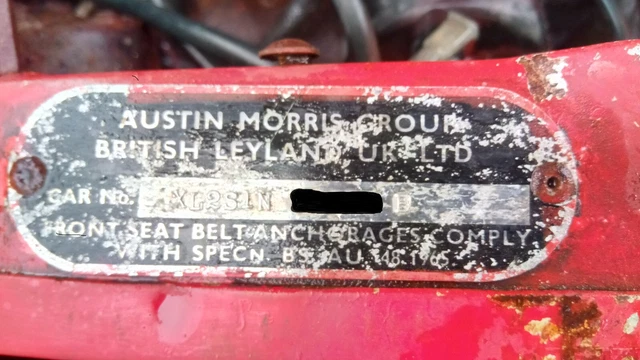 AUSTIN MORRIS GROUP
BRITISH LEYLAND UK LTD
CAR No. XC2S1N
FRONT SEAT BELT ANCHORAGES COMPLY
WITH SPECN. BS. AU 48-1965